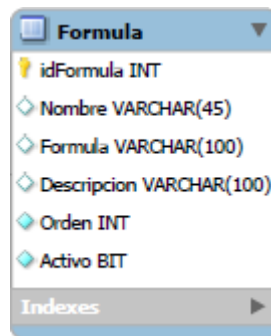 Formula
idFormula INT
Nombre VARCHAR(45)
Formula VARCHAR(100)
Descripcion VARCHAR(100)
Orden INT
Activo BIT
Indexes